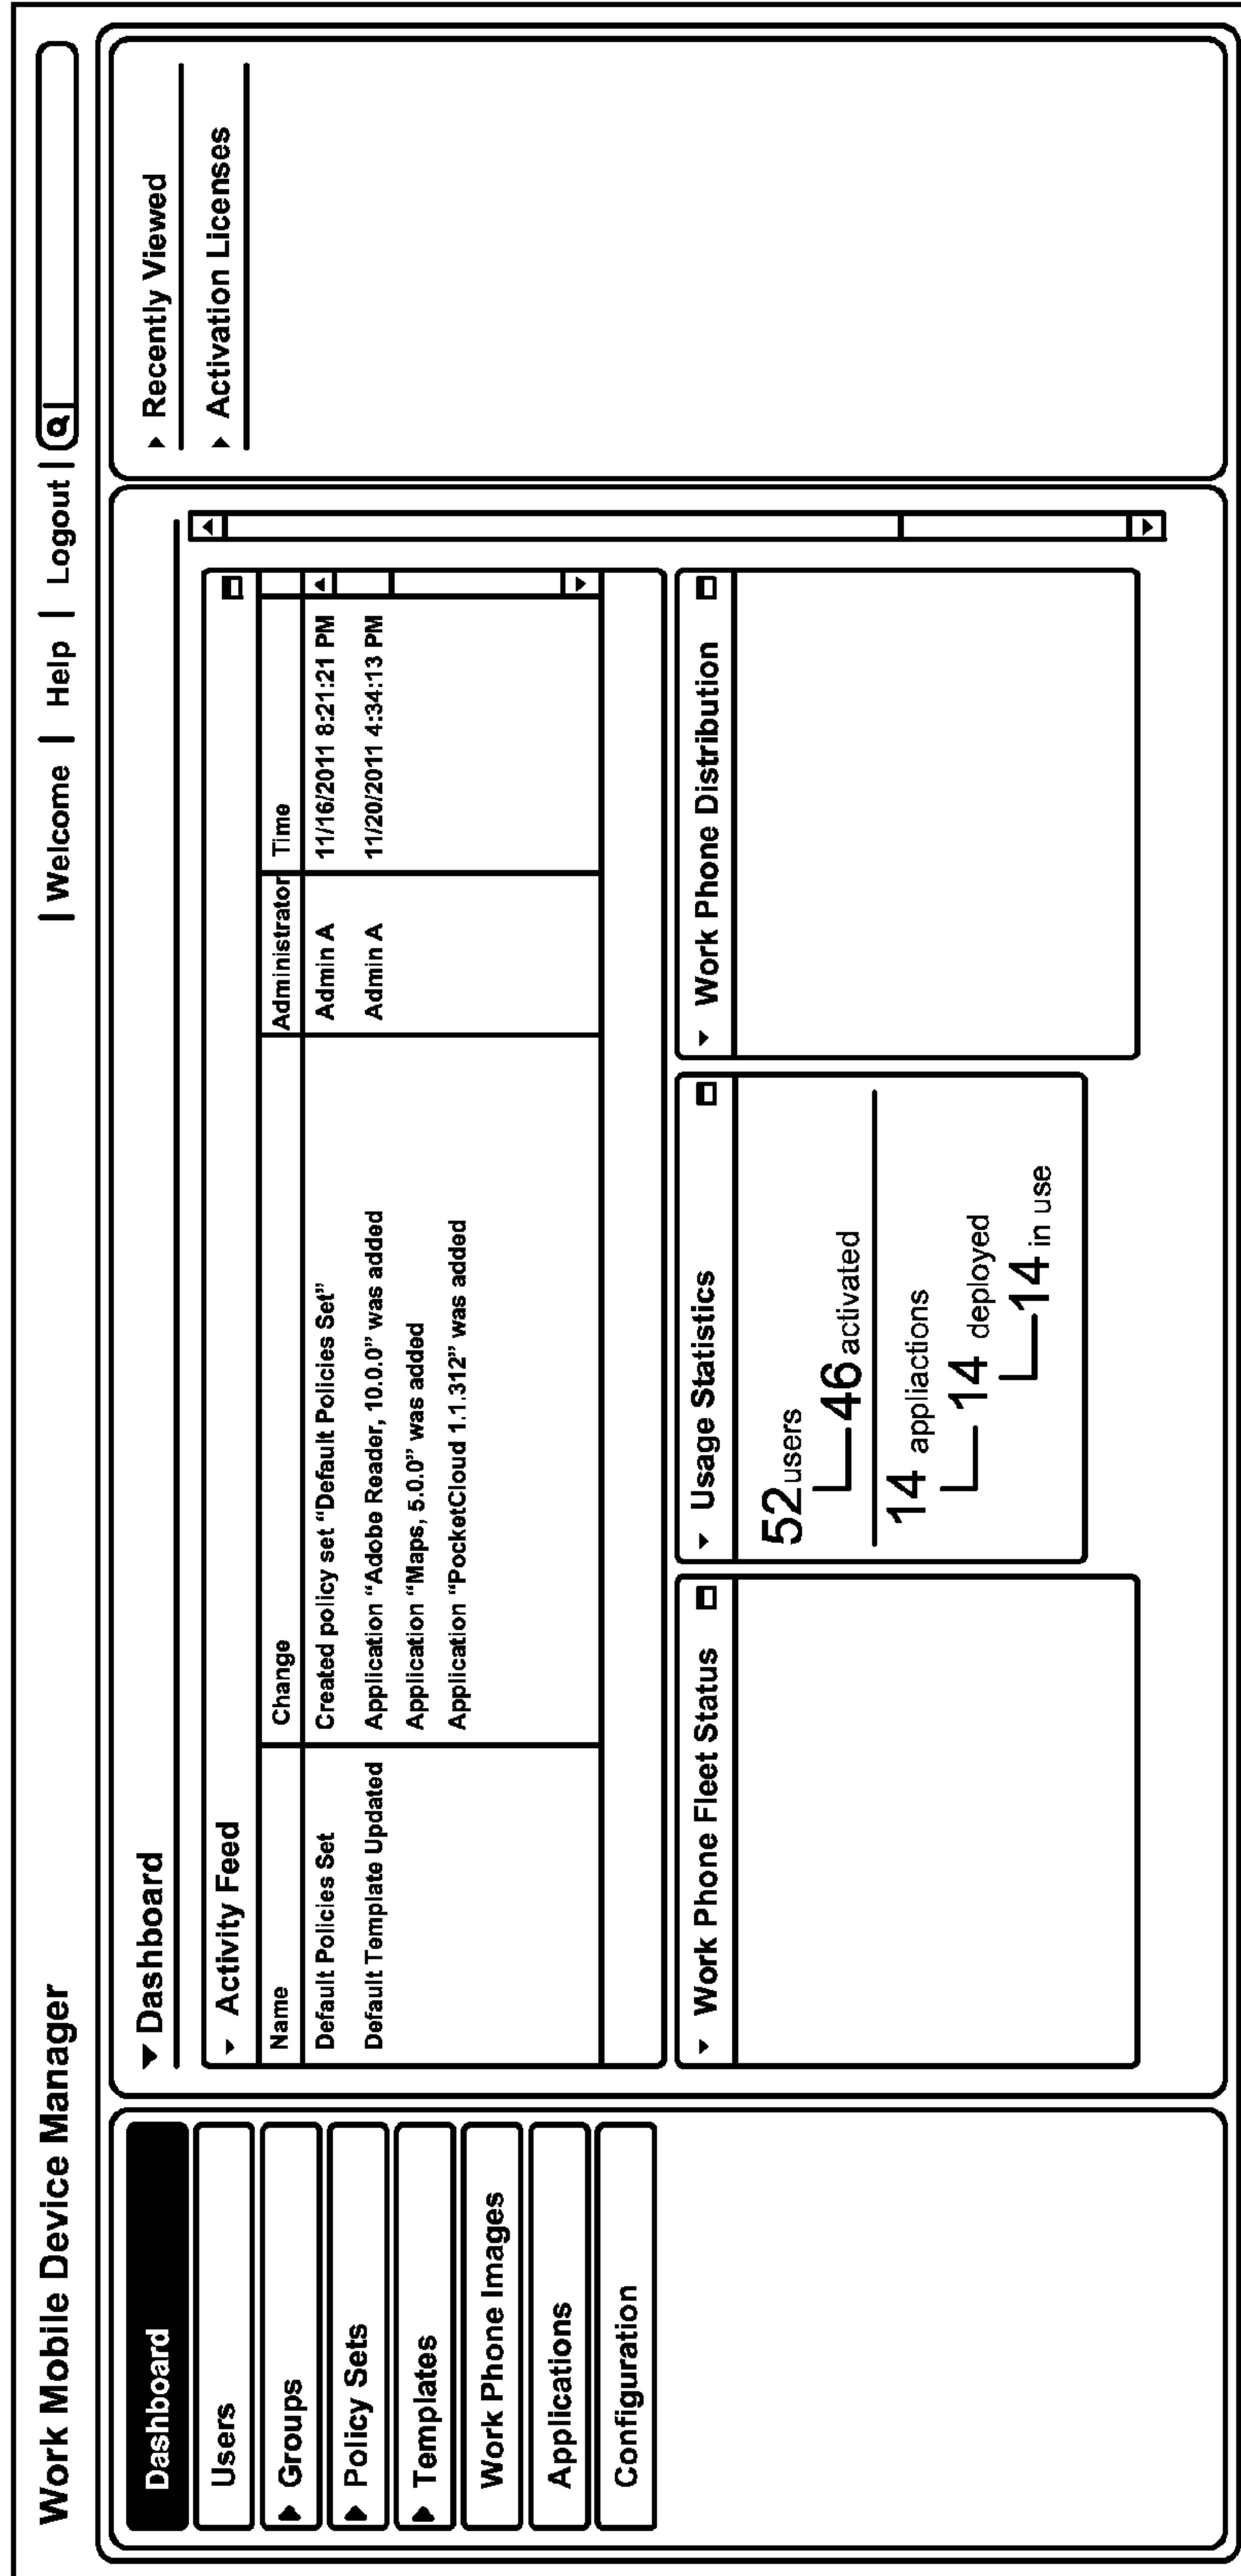 Work Mobile Device Manager
| Welcome | Help | Logout |
Dashboard
Users
Groups
Policy Sets
Templates
Work Phone Images
Applications
Configuration
Dashboard
Activity Feed
Name Change Administrator Time
Default Policies Set Created policy set “Default Policies Set” Admin A 11/16/2011 8:21:21 PM
Default Template Updated Application “Adobe Reader, 10.0.0” was added Admin A 11/20/2011 4:34:13 PM
Application “Maps, 5.0.0” was added
Application “PocketCloud 1.1.312” was added
Work Phone Fleet Status
Usage Statistics
52 users
46 activated
14 appliactions
14 deployed
14 in use
Work Phone Distribution
Recently Viewed
Activation Licenses